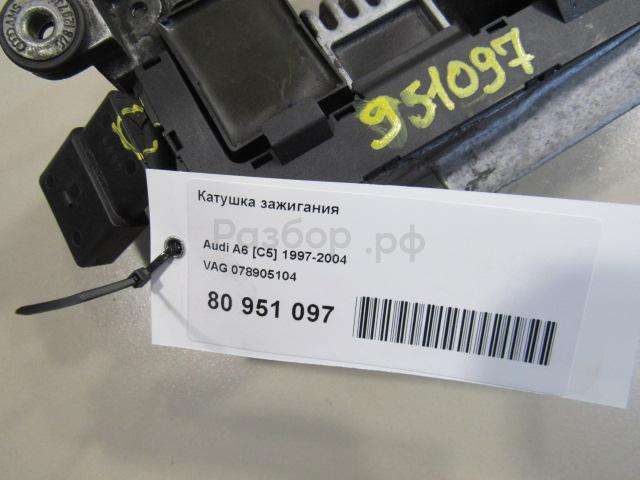 951097
Катушка зажигания
Разбор.рф
Audi A6 [C5] 1997-2004
VAG 078905104
80 951 097